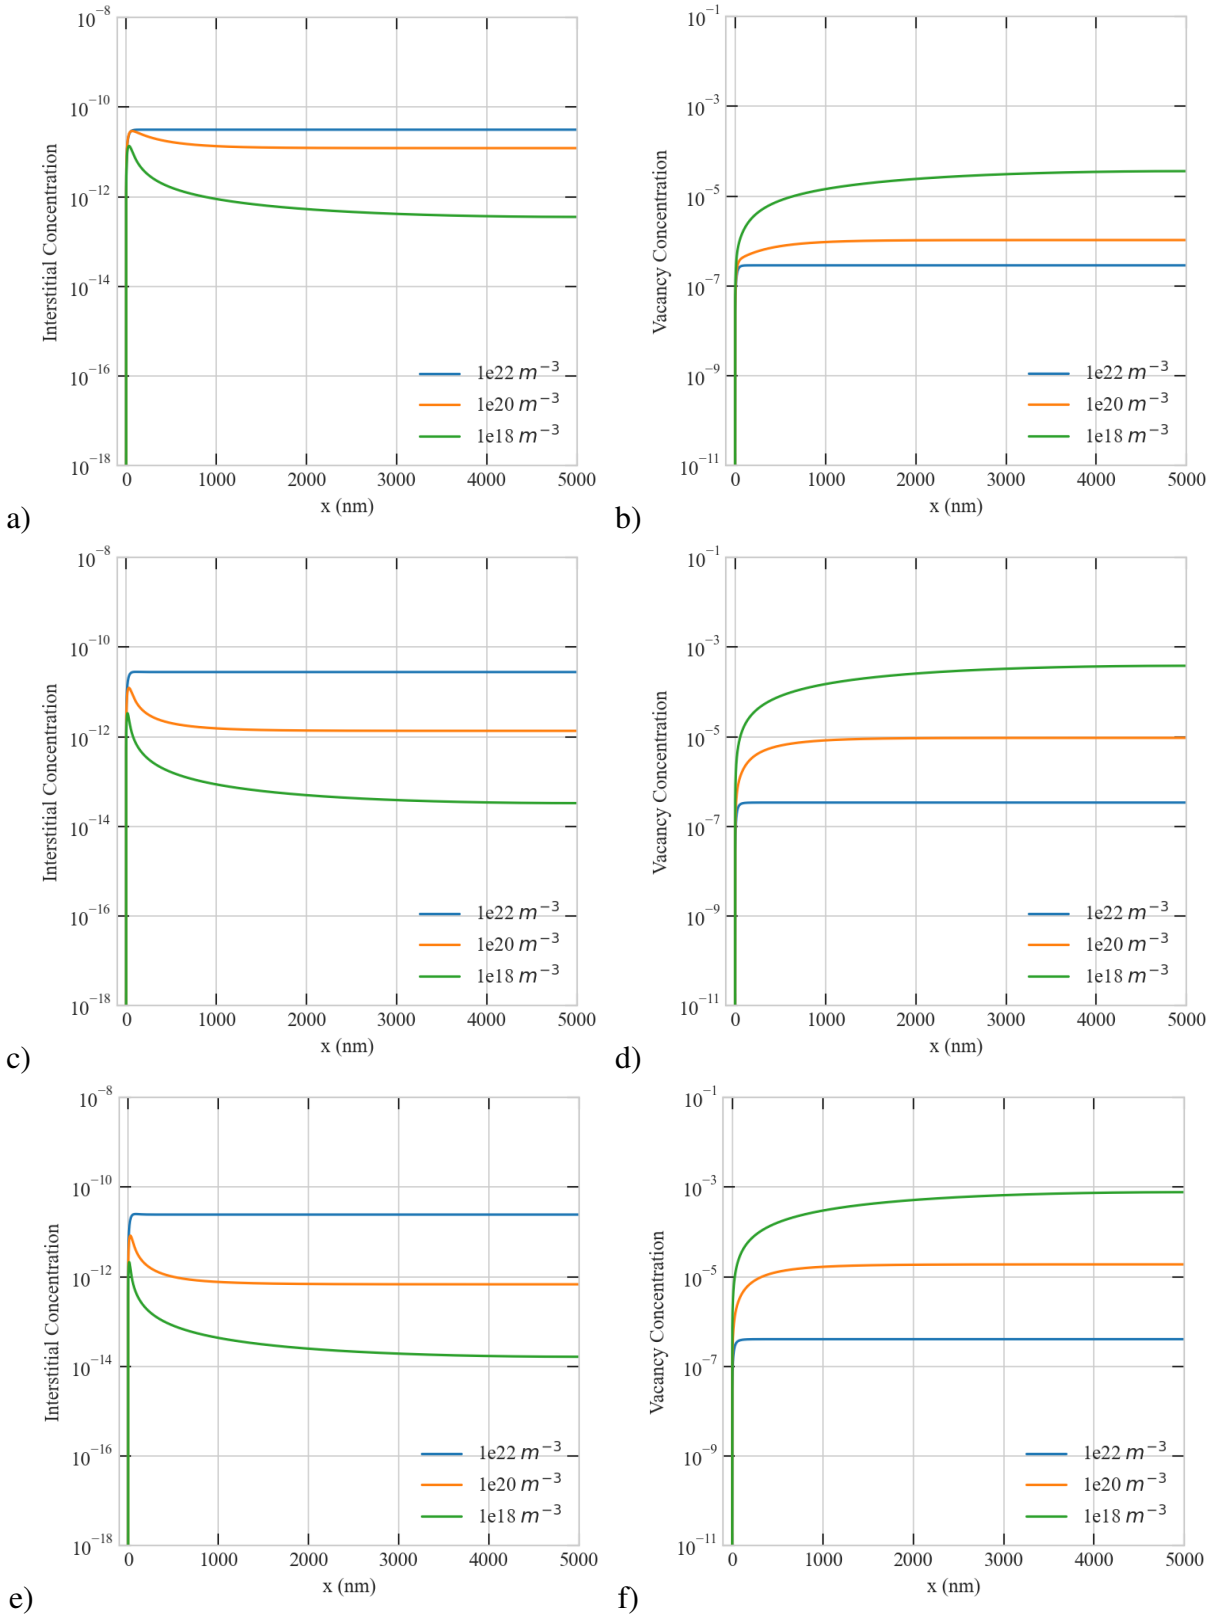 Interstitial Concentration
10⁻⁸
10⁻¹⁰
10⁻¹²
10⁻¹⁴
10⁻¹⁶
10⁻¹⁸
1e22 m⁻³
1e20 m⁻³
1e18 m⁻³
0 1000 2000 3000 4000 5000
x (nm)
a)
Vacancy Concentration
10⁻¹
10⁻³
10⁻⁵
10⁻⁷
10⁻⁹
10⁻¹¹
1e22 m⁻³
1e20 m⁻³
1e18 m⁻³
0 1000 2000 3000 4000 5000
x (nm)
b)
Interstitial Concentration
10⁻⁸
10⁻¹⁰
10⁻¹²
10⁻¹⁴
10⁻¹⁶
10⁻¹⁸
1e22 m⁻³
1e20 m⁻³
1e18 m⁻³
0 1000 2000 3000 4000 5000
x (nm)
c)
Vacancy Concentration
10⁻¹
10⁻³
10⁻⁵
10⁻⁷
10⁻⁹
10⁻¹¹
1e22 m⁻³
1e20 m⁻³
1e18 m⁻³
0 1000 2000 3000 4000 5000
x (nm)
d)
Interstitial Concentration
10⁻⁸
10⁻¹⁰
10⁻¹²
10⁻¹⁴
10⁻¹⁶
10⁻¹⁸
1e22 m⁻³
1e20 m⁻³
1e18 m⁻³
0 1000 2000 3000 4000 5000
x (nm)
e)
Vacancy Concentration
10⁻¹
10⁻³
10⁻⁵
10⁻⁷
10⁻⁹
10⁻¹¹
1e22 m⁻³
1e20 m⁻³
1e18 m⁻³
0 1000 2000 3000 4000 5000
x (nm)
f)